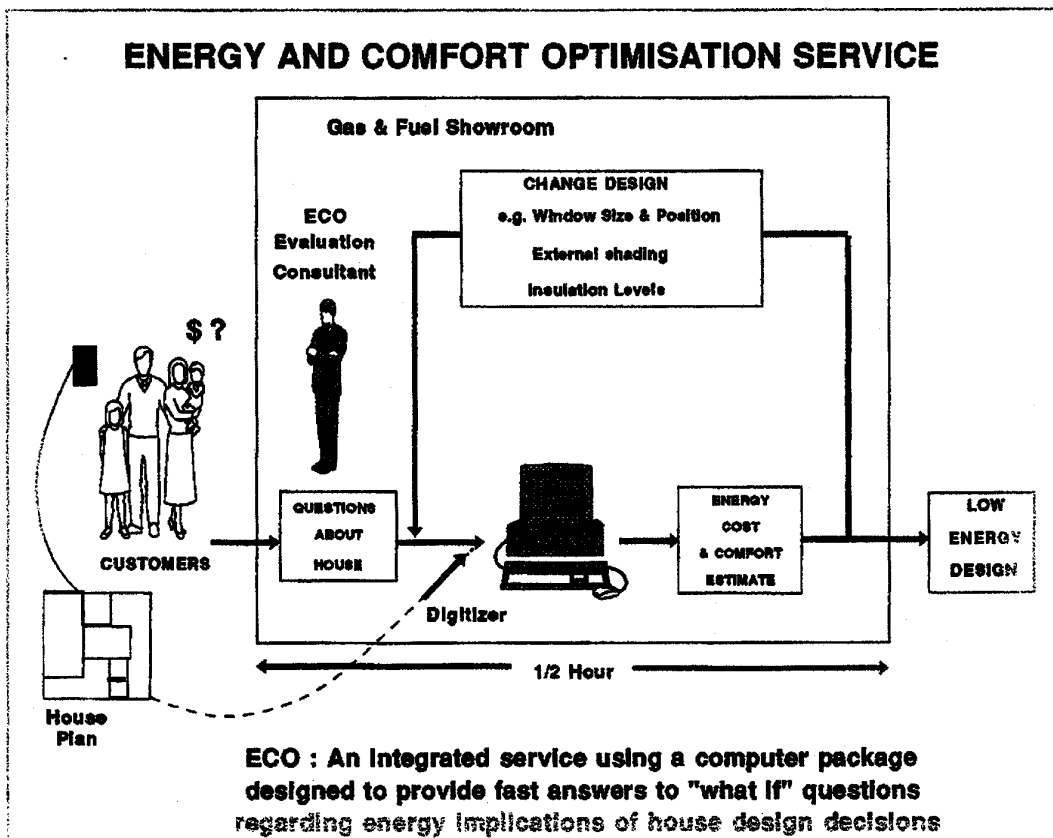 ENERGY AND COMFORT OPTIMISATION SERVICE
Gas & Fuel Showroom
CHANGE DESIGN
e.g. Window Size & Position
External shading
Insulation Levels
ECO
Evaluation
Consultant
$ ?
CUSTOMERS
QUESTIONS
ABOUT
HOUSE
ENERGY
COST
& COMFORT
ESTIMATE
LOW
ENERGY
DESIGN
Digitizer
1/2 Hour
House
Plan
ECO : An integrated service using a computer package
designed to provide fast answers to "what if" questions
regarding energy implications of house design decisions